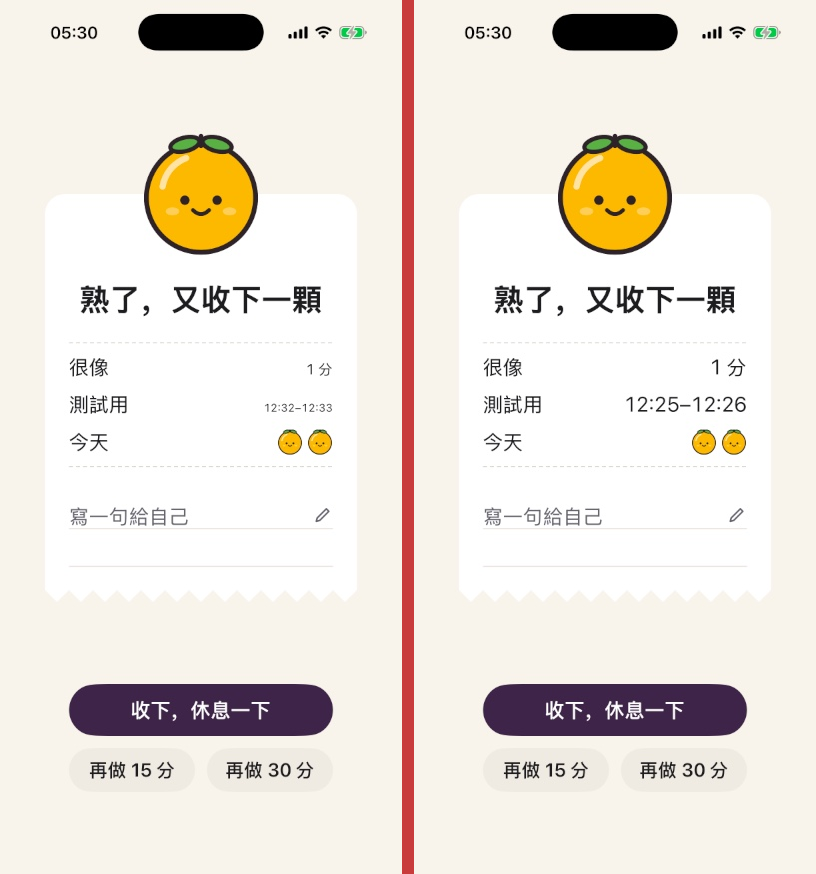 05:30
熟了，又收下一顆
很像 1 分
測試用 12:32–12:33
今天
寫一句給自己
收下，休息一下
再做 15 分 再做 30 分
05:30
熟了，又收下一顆
很像 1 分
測試用 12:25–12:26
今天
寫一句給自己
收下，休息一下
再做 15 分 再做 30 分